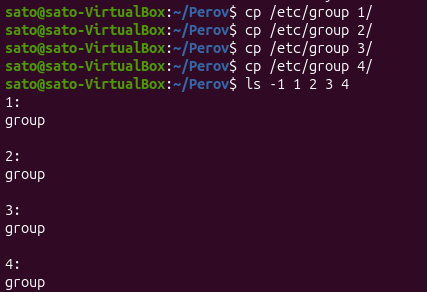 sato@sato-VirtualBox:~/Perov$ cp /etc/group 1/
sato@sato-VirtualBox:~/Perov$ cp /etc/group 2/
sato@sato-VirtualBox:~/Perov$ cp /etc/group 3/
sato@sato-VirtualBox:~/Perov$ cp /etc/group 4/
sato@sato-VirtualBox:~/Perov$ ls -1 1 2 3 4
1:
group

2:
group

3:
group

4:
group